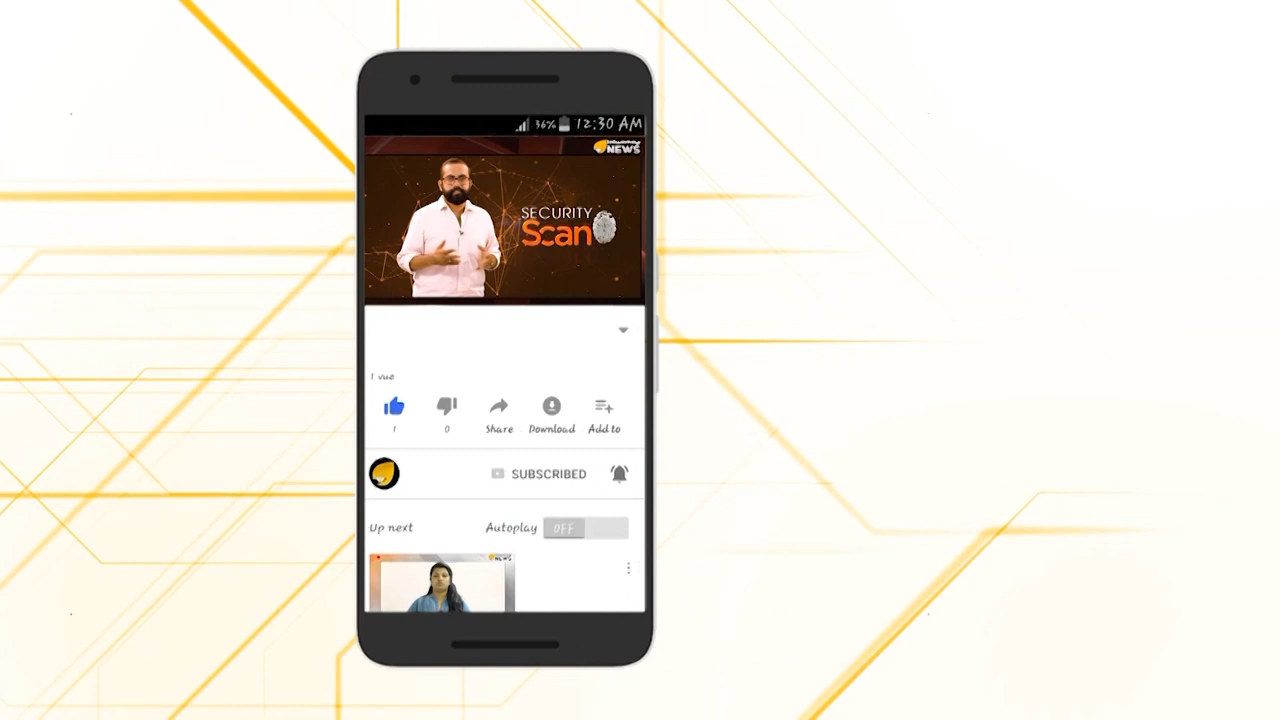 36% 12:30 AM
NEWS
SECURITY
Scan
1 vue
1 0 Share Download Add to
SUBSCRIBED
Up next Autoplay OFF
NEWS